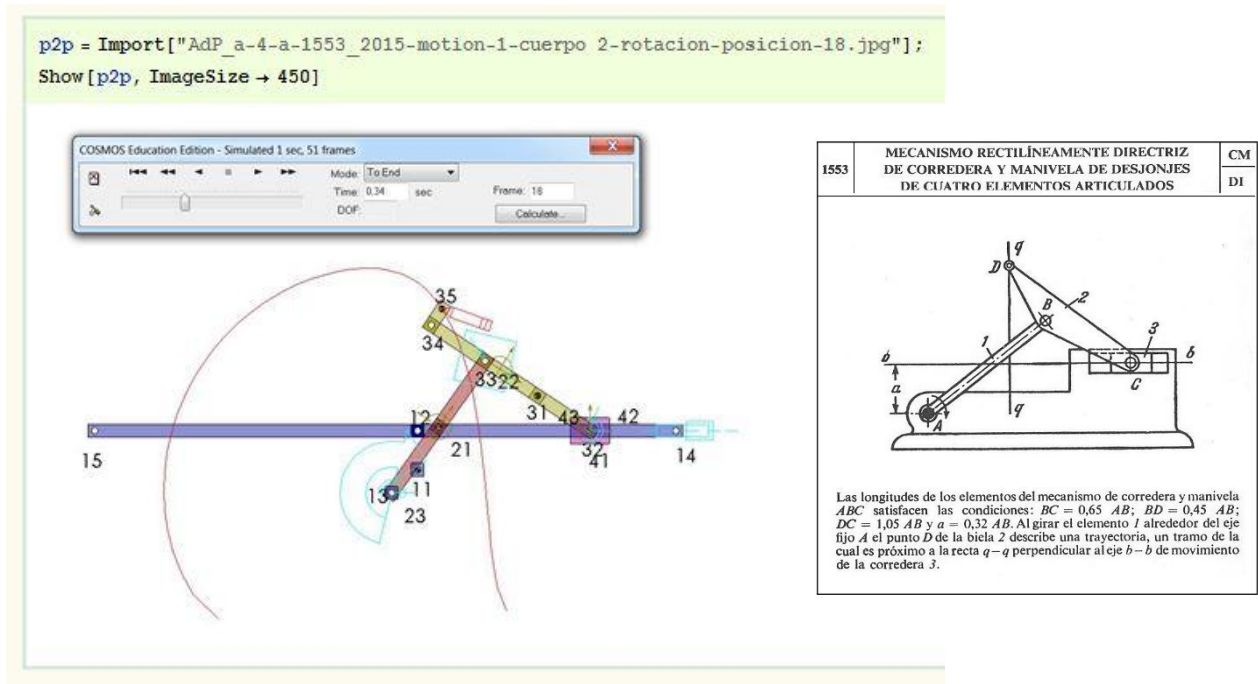 p2p = Import["AdP_a-4-a-1553_2015-motion-1-cuerpo 2-rotacion-posicion-18.jpg"];
Show[p2p, ImageSize → 450]
COSMOS Education Edition - Simulated 1 sec, 51 frames
Mode: To End
Time: 0,34 sec Frame: 18
DOF: Calculate...
35
34
33 22
31 43 42
12
21 32 41 14
15
13 11
23
1553 MECANISMO RECTILÍNEAMENTE DIRECTRIZ CM
DE CORREDERA Y MANIVELA DE DESJONJES
DE CUATRO ELEMENTOS ARTICULADOS DI
q
D
2
B
1 3
b b
C
a
q
A
Las longitudes de los elementos del mecanismo de corredera y manivela
ABC satisfacen las condiciones: BC = 0,65 AB; BD = 0,45 AB;
DC = 1,05 AB y a = 0,32 AB. Al girar el elemento 1 alrededor del eje
fijo A el punto D de la biela 2 describe una trayectoria, un tramo de la
cual es próximo a la recta q–q perpendicular al eje b–b de movimiento
de la corredera 3.